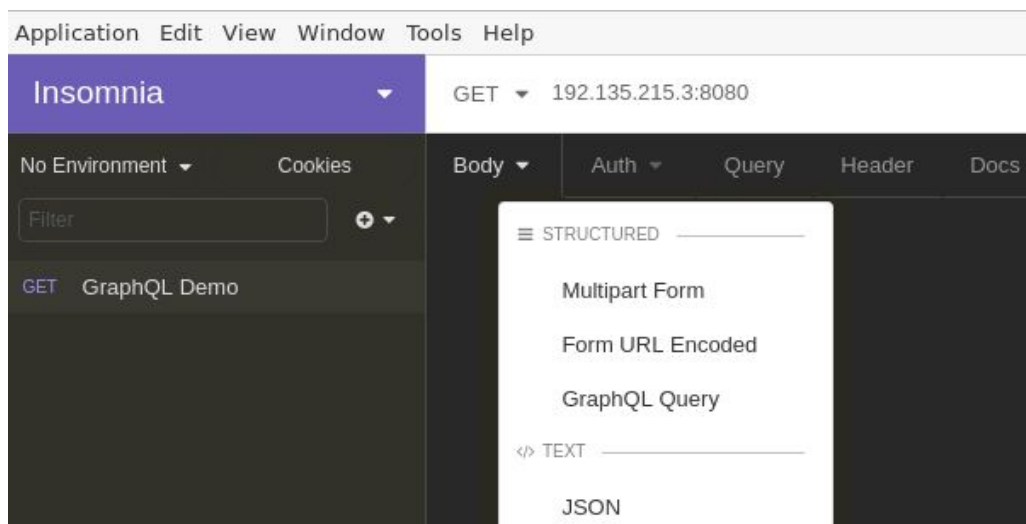 Application Edit View Window Tools Help
Insomnia
GET 192.135.215.3:8080
No Environment Cookies
Body Auth Query Header Docs
Filter
STRUCTURED
GET GraphQL Demo
Multipart Form
Form URL Encoded
GraphQL Query
</> TEXT
JSON